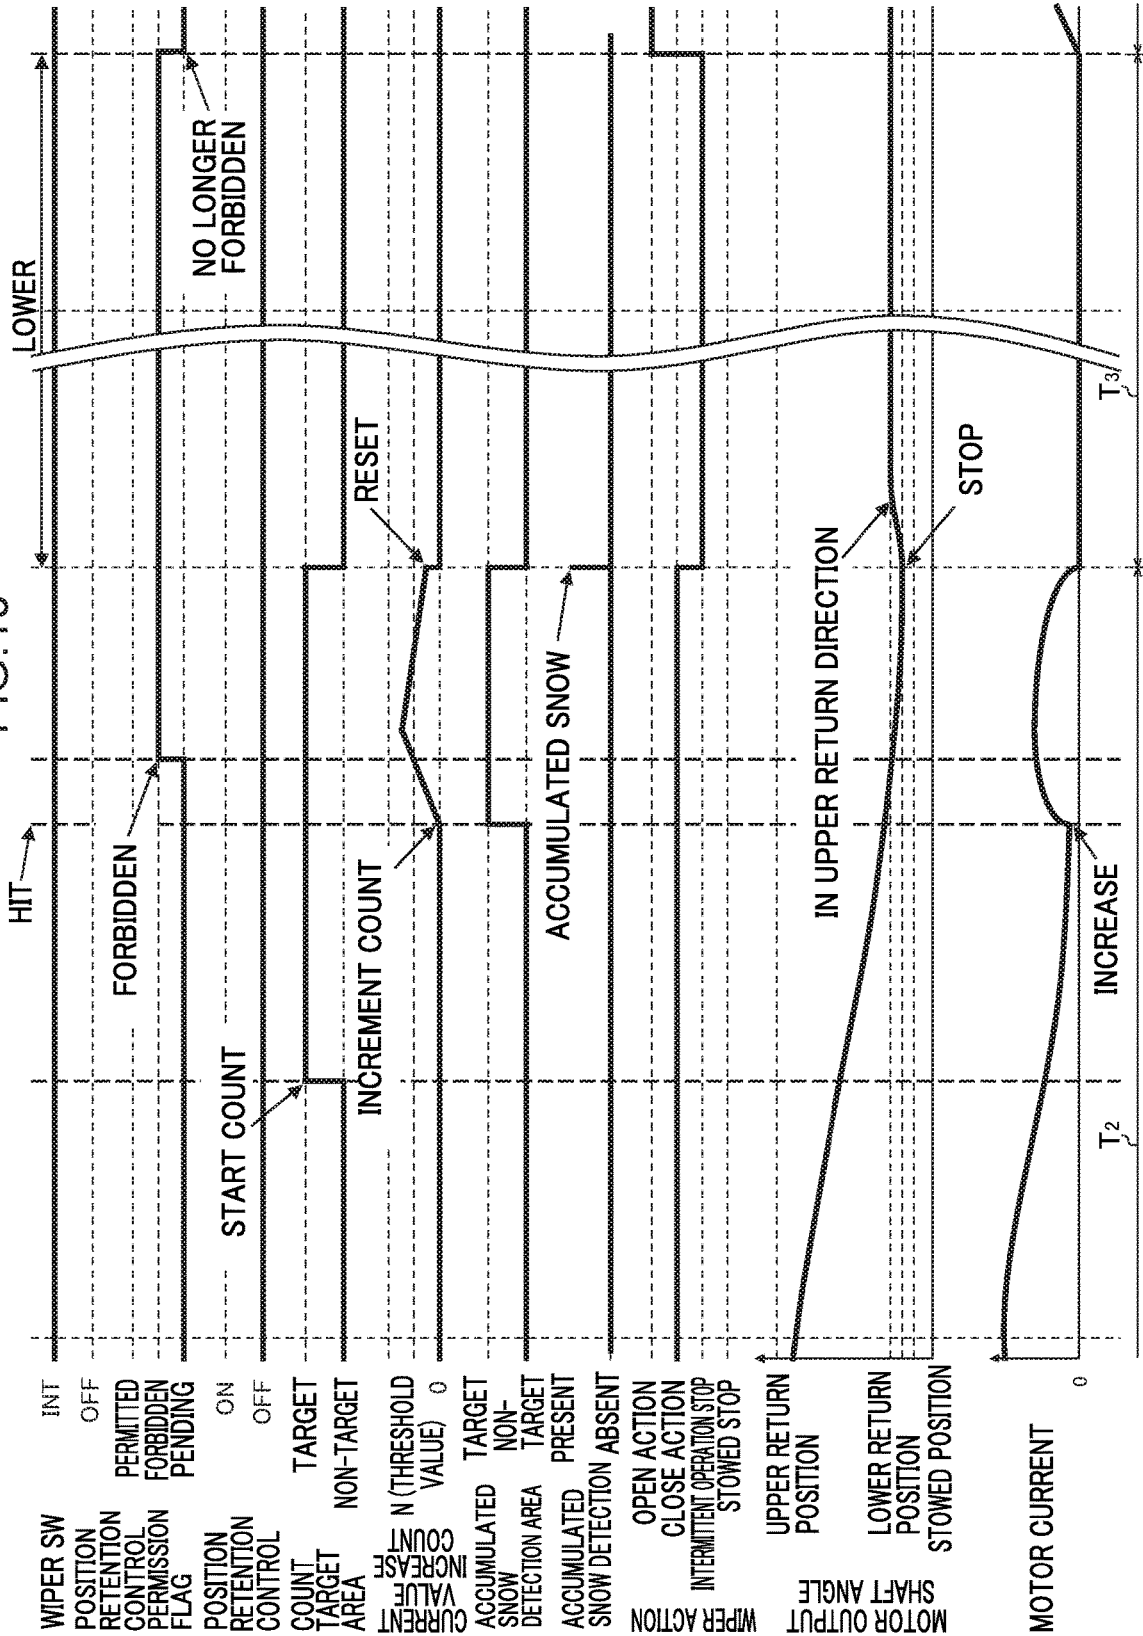 HIT
LOWER
FORBIDDEN
NO LONGER
FORBIDDEN
START COUNT
INCREMENT COUNT
RESET
ACCUMULATED SNOW
IN UPPER RETURN DIRECTION
STOP
INCREASE
T2
T3
WIPER SW
INT
OFF
POSITION
RETENTION
CONTROL
PERMISSION
FLAG
PERMITTED
FORBIDDEN
PENDING
POSITION
RETENTION
CONTROL
ON
OFF
COUNT
TARGET
AREA
TARGET
NON-TARGET
CURRENT
VALUE
INCREASE
COUNT
N (THRESHOLD
VALUE)
0
ACCUMULATED
SNOW
DETECTION AREA
TARGET
NON-
TARGET
ACCUMULATED
SNOW DETECTION
PRESENT
ABSENT
WIPER ACTION
OPEN ACTION
CLOSE ACTION
INTERMITTENT OPERATION STOP
STOWED STOP
MOTOR OUTPUT
SHAFT ANGLE
UPPER RETURN
POSITION
LOWER RETURN
POSITION
STOWED POSITION
MOTOR CURRENT
0